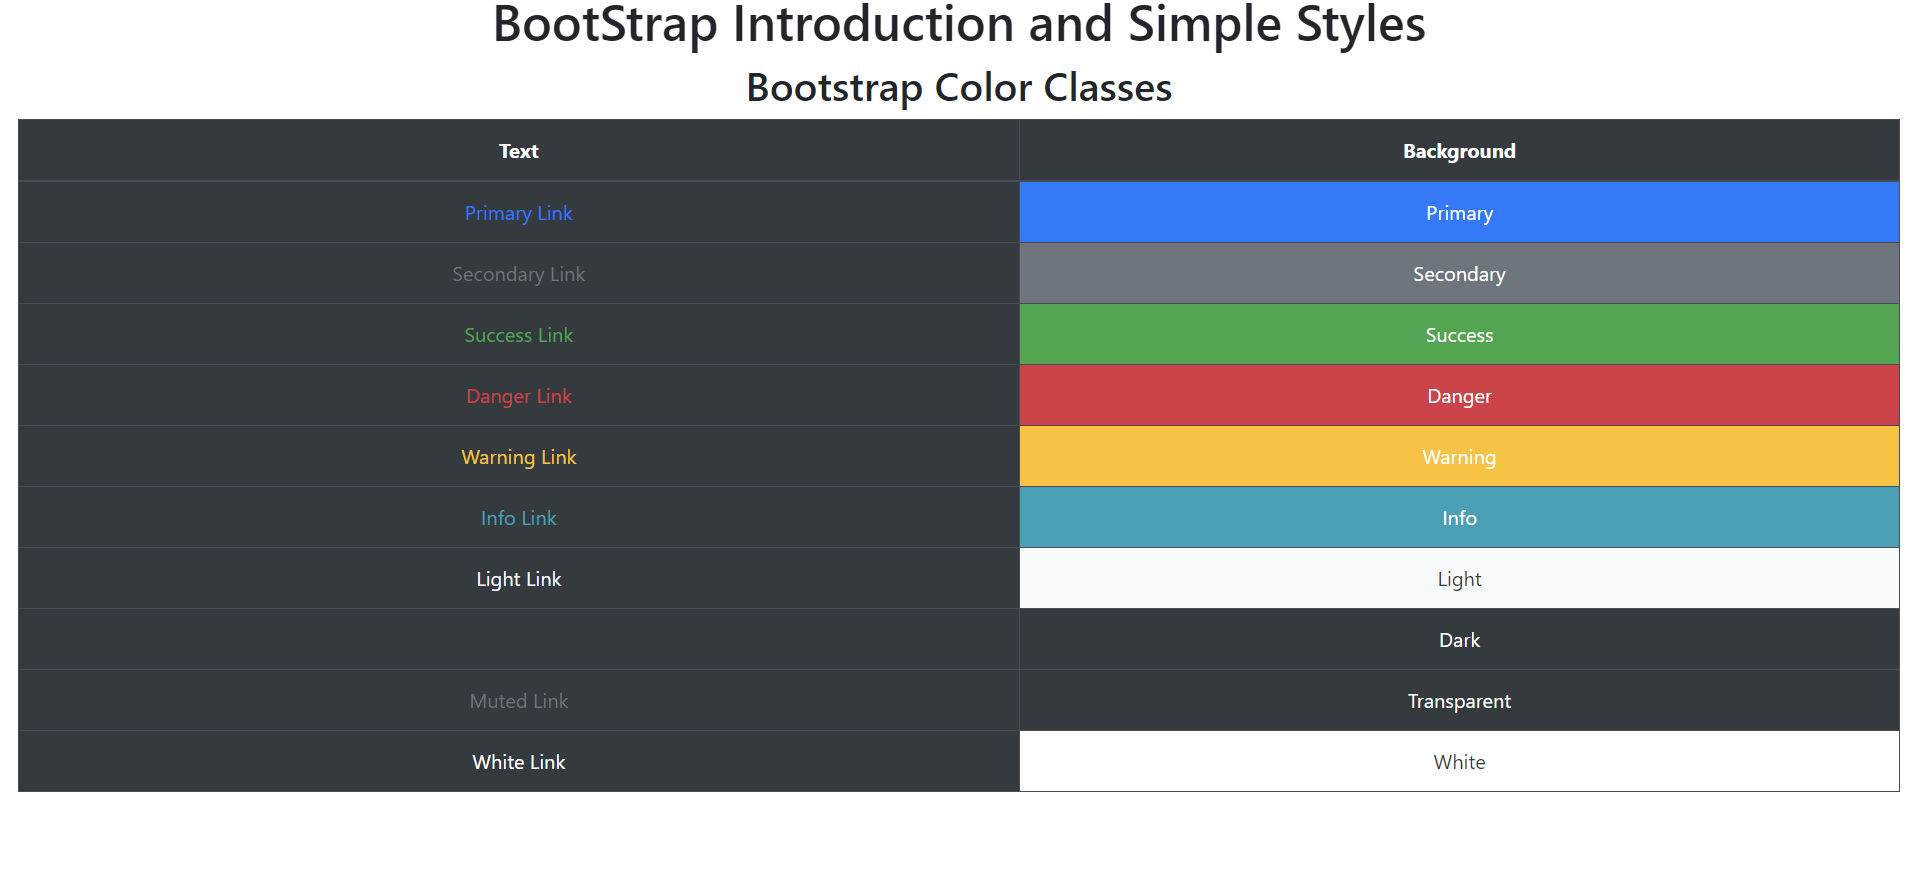 BootStrap Introduction and Simple Styles
Bootstrap Color Classes
Text Background
Primary Link Primary
Secondary Link Secondary
Success Link Success
Danger Link Danger
Warning Link Warning
Info Link Info
Light Link Light
Dark
Muted Link Transparent
White Link White